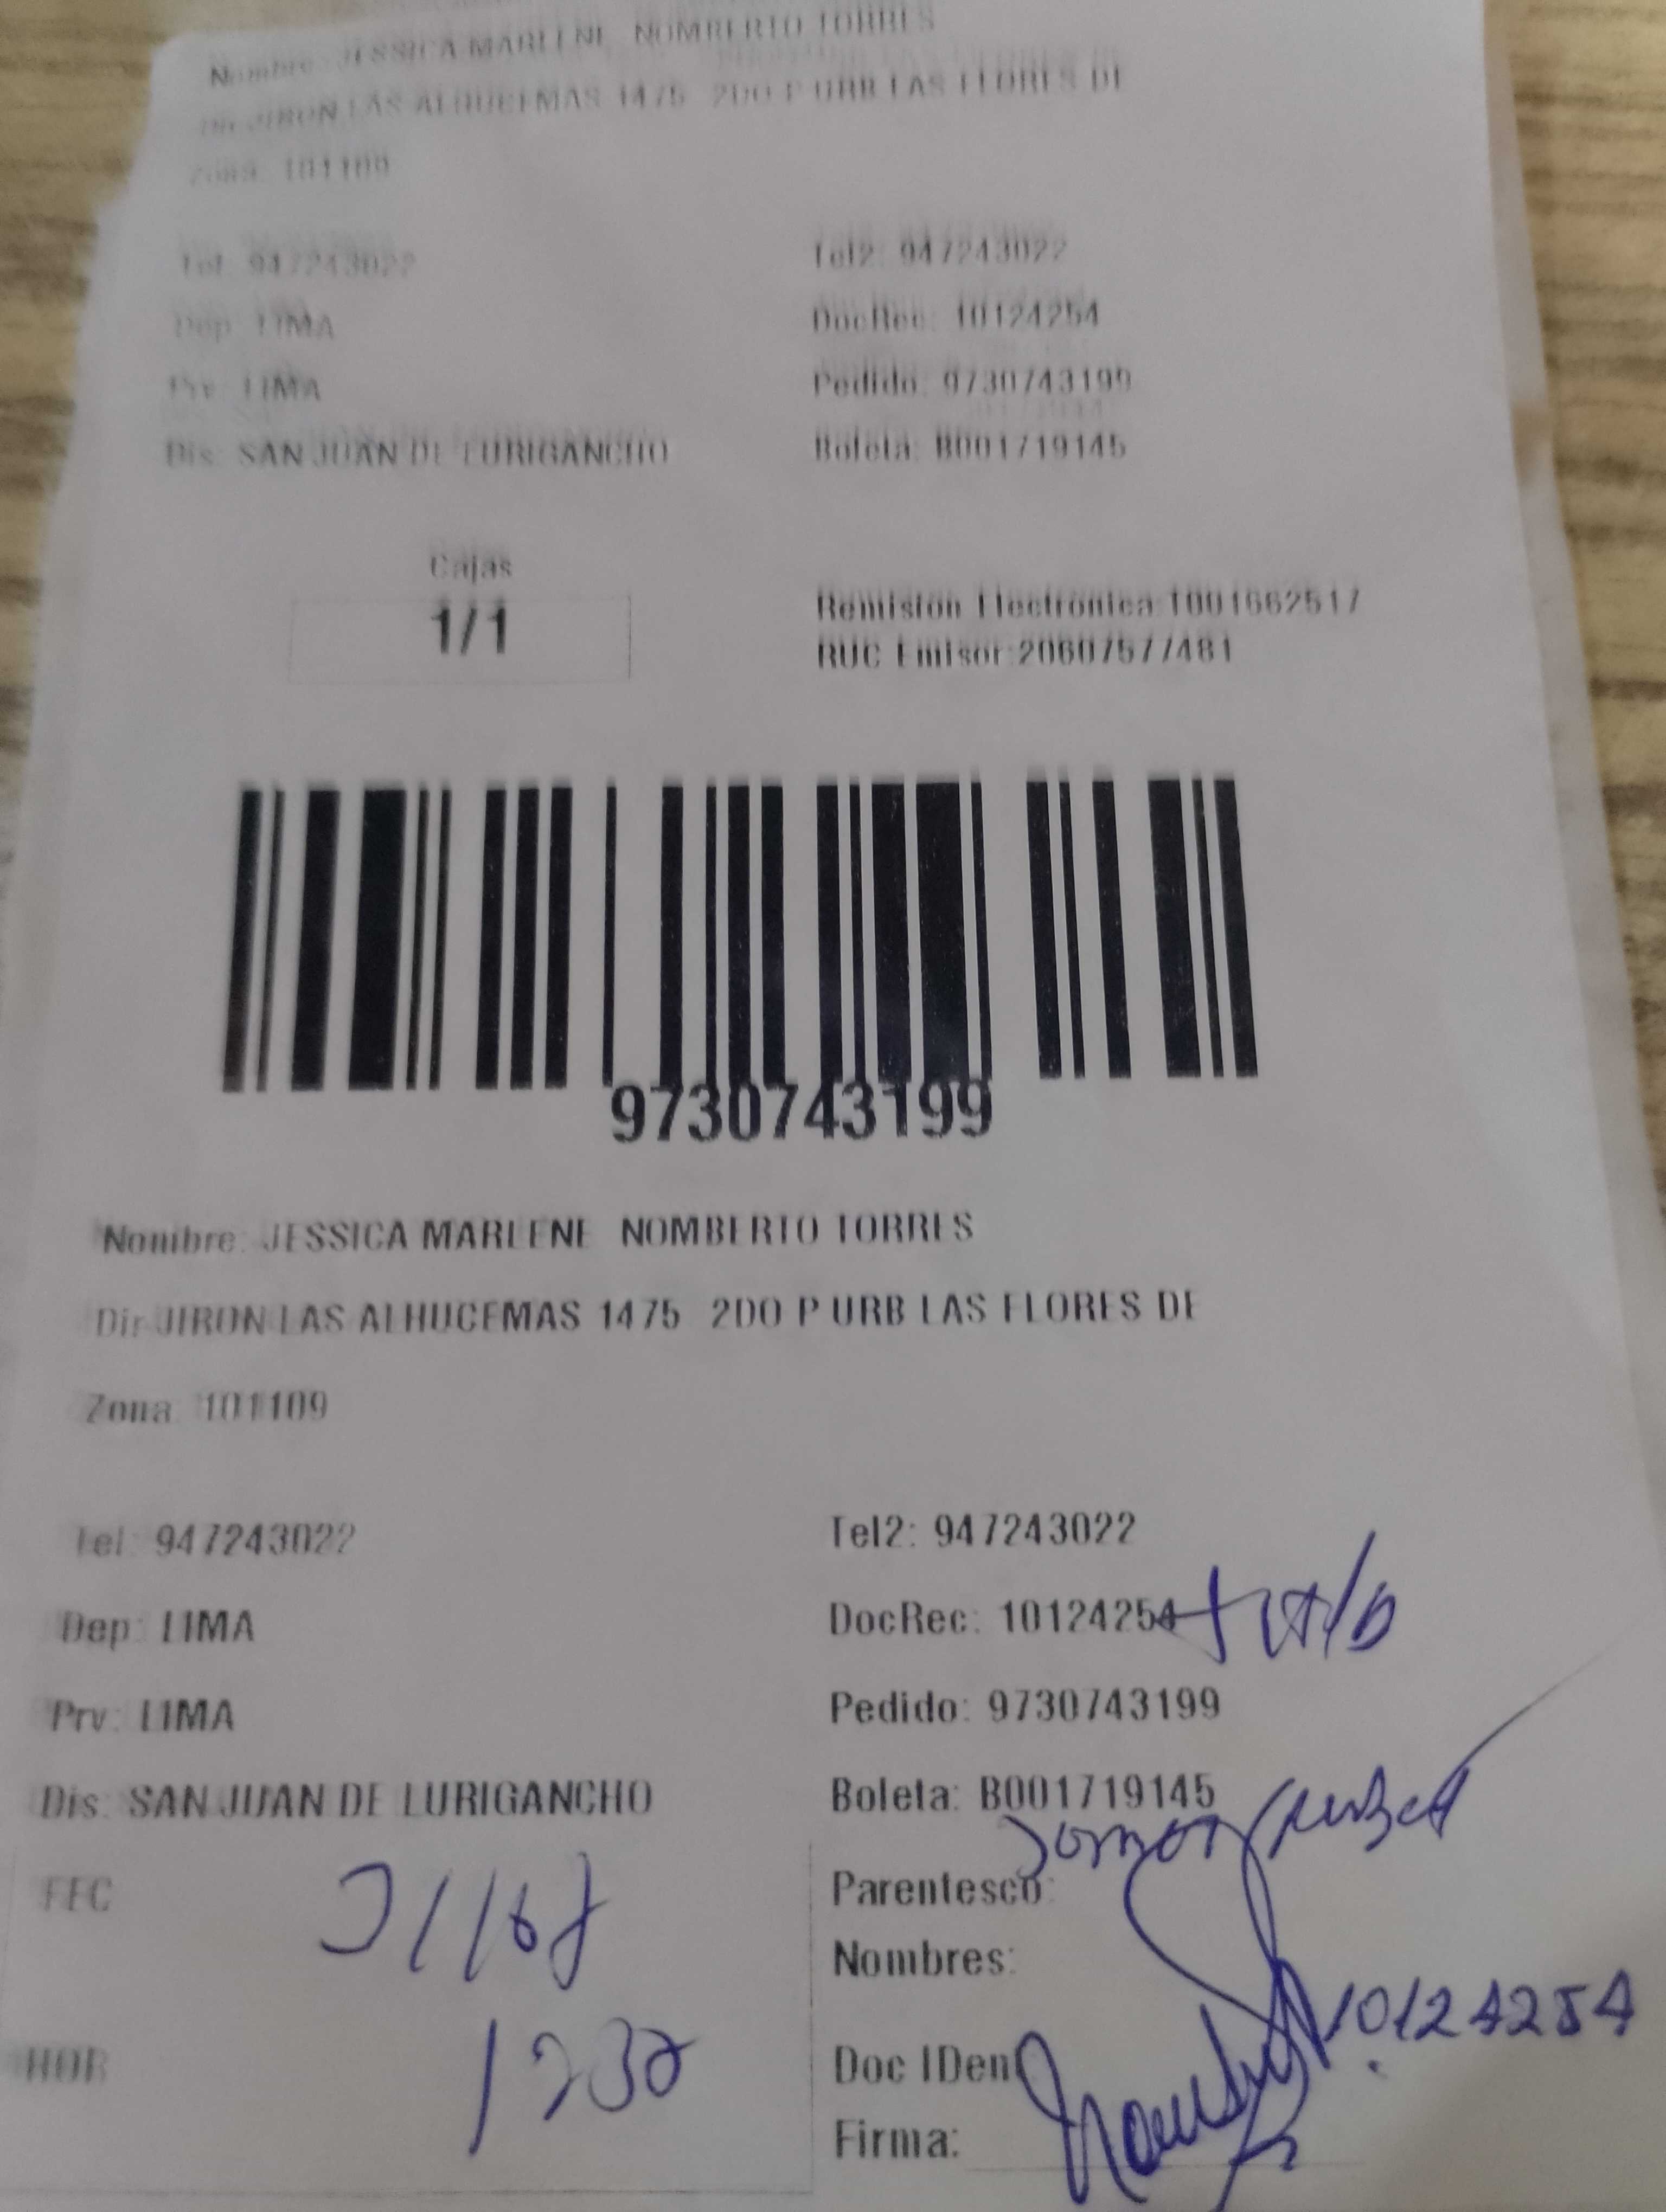 Nombre: JESSICA MARLENE NOMBERTO TORRES
Dir JIRON LAS ALHUCEMAS 1475 2DO P URB LAS FLORES DE
Zona: 101109
Tel: 947243022 Tel2: 947243022
Dep: LIMA DocRec: 10124254
Prv: LIMA Pedido: 9730743199
Dis: SAN JUAN DE LURIGANCHO Boleta: B001719145
Cajas
1/1
Remision Electronica:T001662517
RUC Emisor:20607577481
9730743199
Nombre: JESSICA MARLENE NOMBERTO TORRES
Dir JIRON LAS ALHUCEMAS 1475 2DO P URB LAS FLORES DE
Zona: 101109
Tel: 947243022 Tel2: 947243022
Dep: LIMA DocRec: 10124254
Prv: LIMA Pedido: 9730743199
Dis: SAN JUAN DE LURIGANCHO Boleta: B001719145
FEC
Parentesco:
Nombres:
HOR
Doc IDen 10124254
Firma: